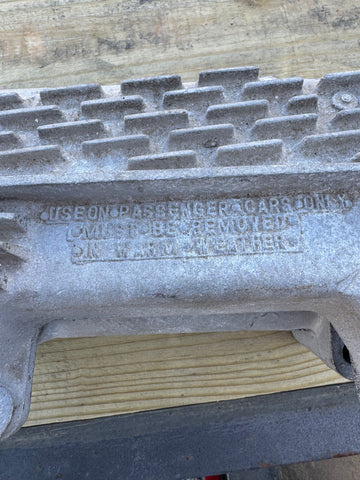 USE ON PASSENGER CARS ONLY
MUST BE REMOVED
IN WARM WEATHER